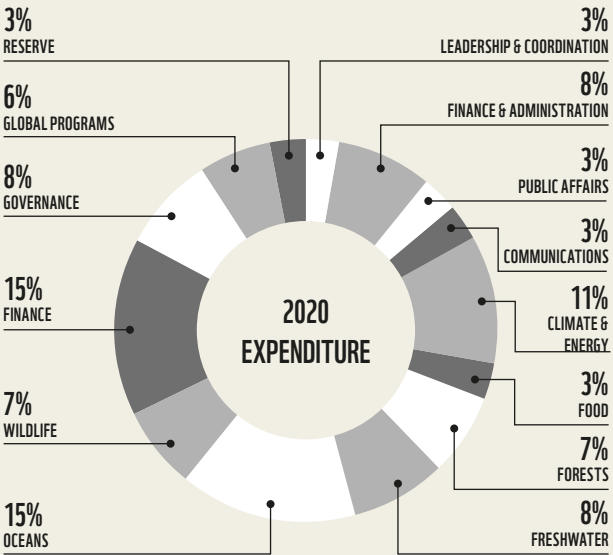 3%
RESERVE
6%
GLOBAL PROGRAMS
8%
GOVERNANCE
15%
FINANCE
7%
WILDLIFE
15%
OCEANS
2020
EXPENDITURE
3%
LEADERSHIP & COORDINATION
8%
FINANCE & ADMINISTRATION
3%
PUBLIC AFFAIRS
3%
COMMUNICATIONS
11%
CLIMATE &
ENERGY
3%
FOOD
7%
FORESTS
8%
FRESHWATER